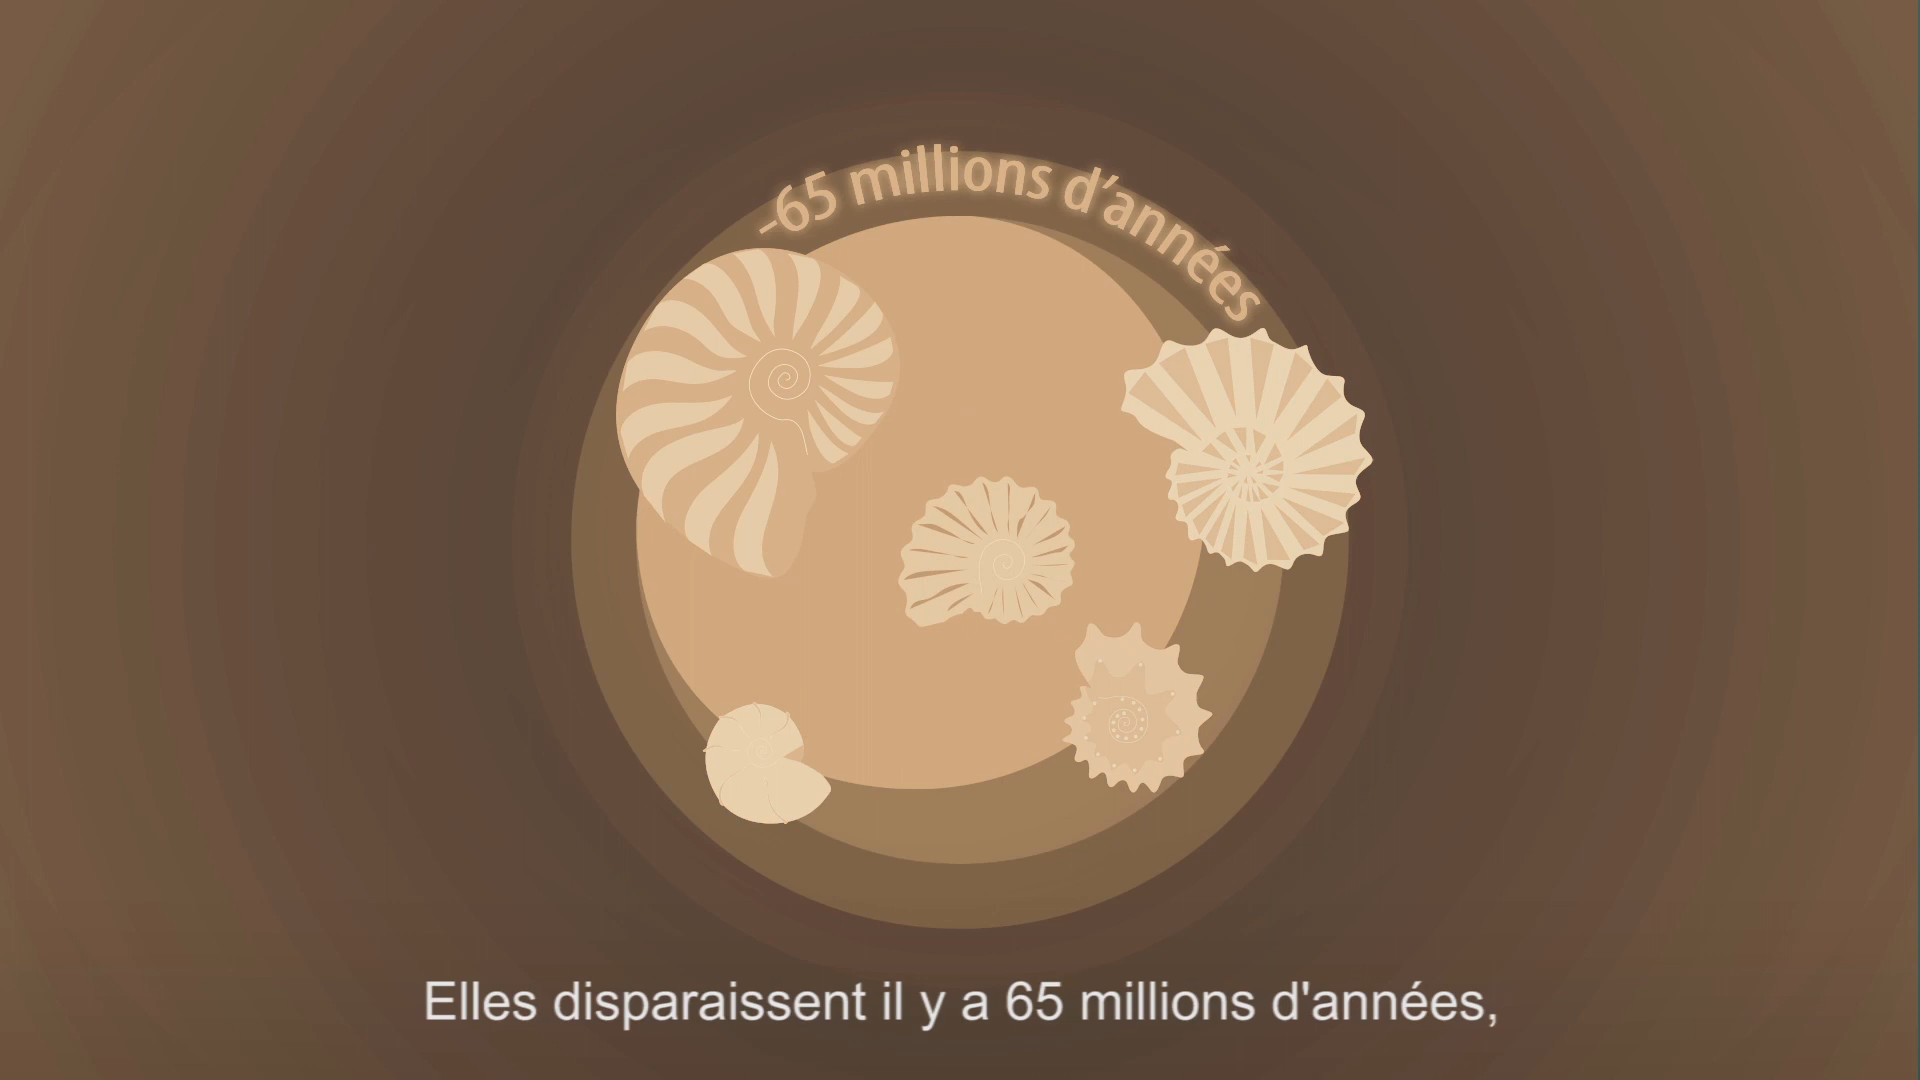 -65 millions d’années
Elles disparaissent il y a 65 millions d'années,